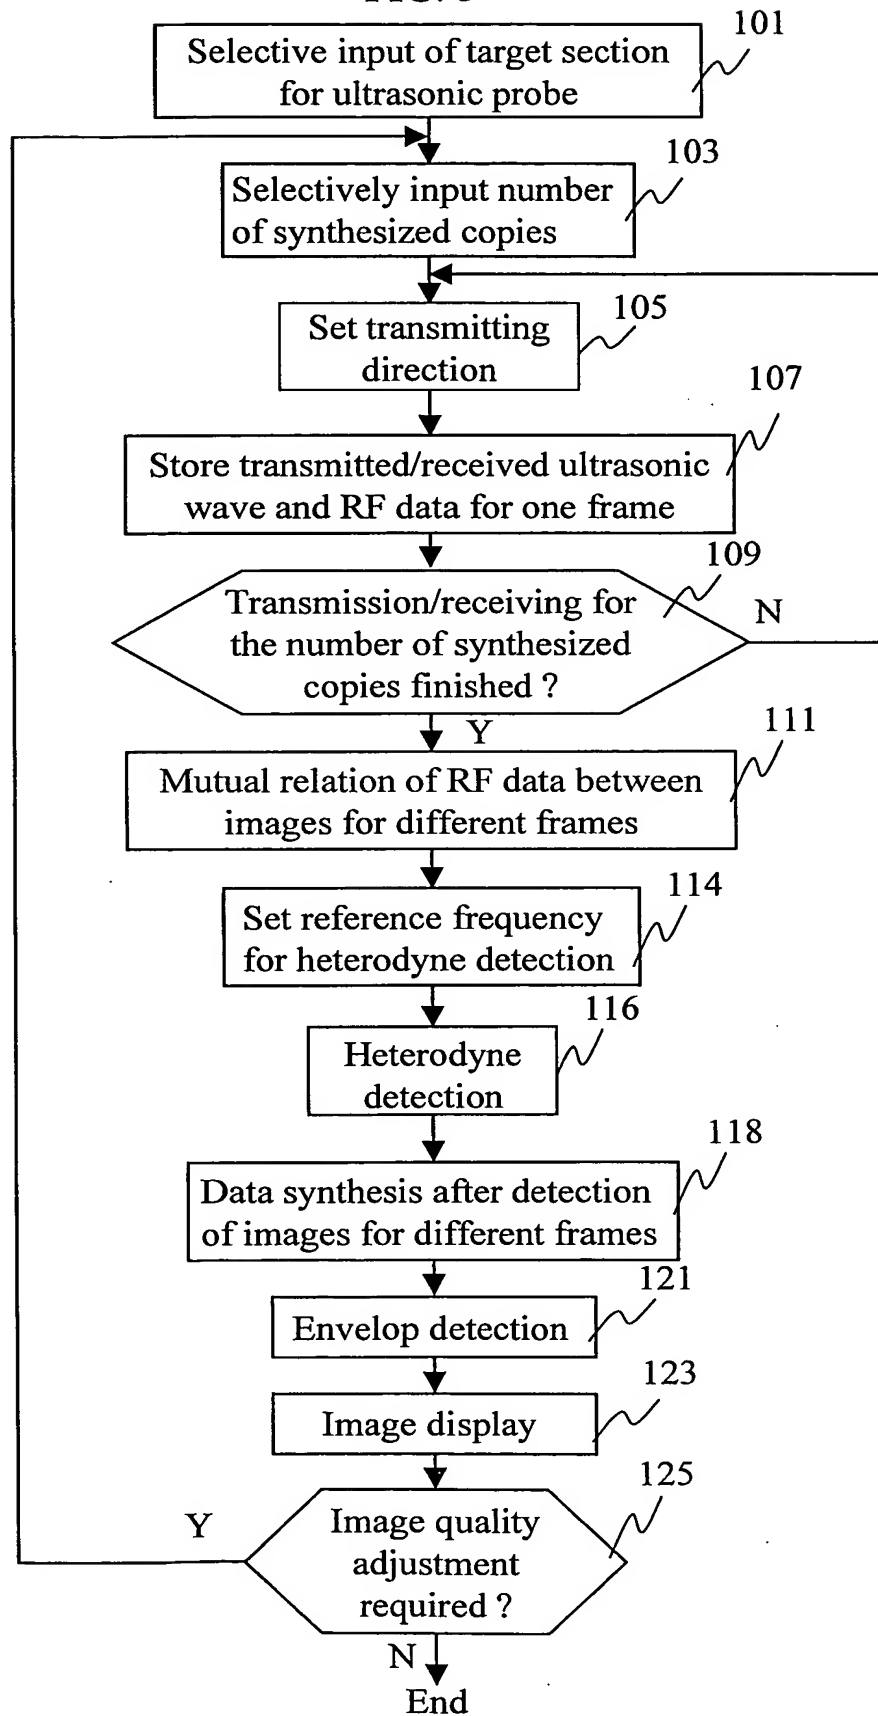 101
Selective input of target section
for ultrasonic probe
103
Selectively input number
of synthesized copies
105
Set transmitting
direction
107
Store transmitted/received ultrasonic
wave and RF data for one frame
109
Transmission/receiving for
the number of synthesized
copies finished ?
N
Y
111
Mutual relation of RF data between
images for different frames
114
Set reference frequency
for heterodyne detection
116
Heterodyne
detection
118
Data synthesis after detection
of images for different frames
121
Envelop detection
123
Image display
125
Image quality
adjustment
required ?
Y
N
End